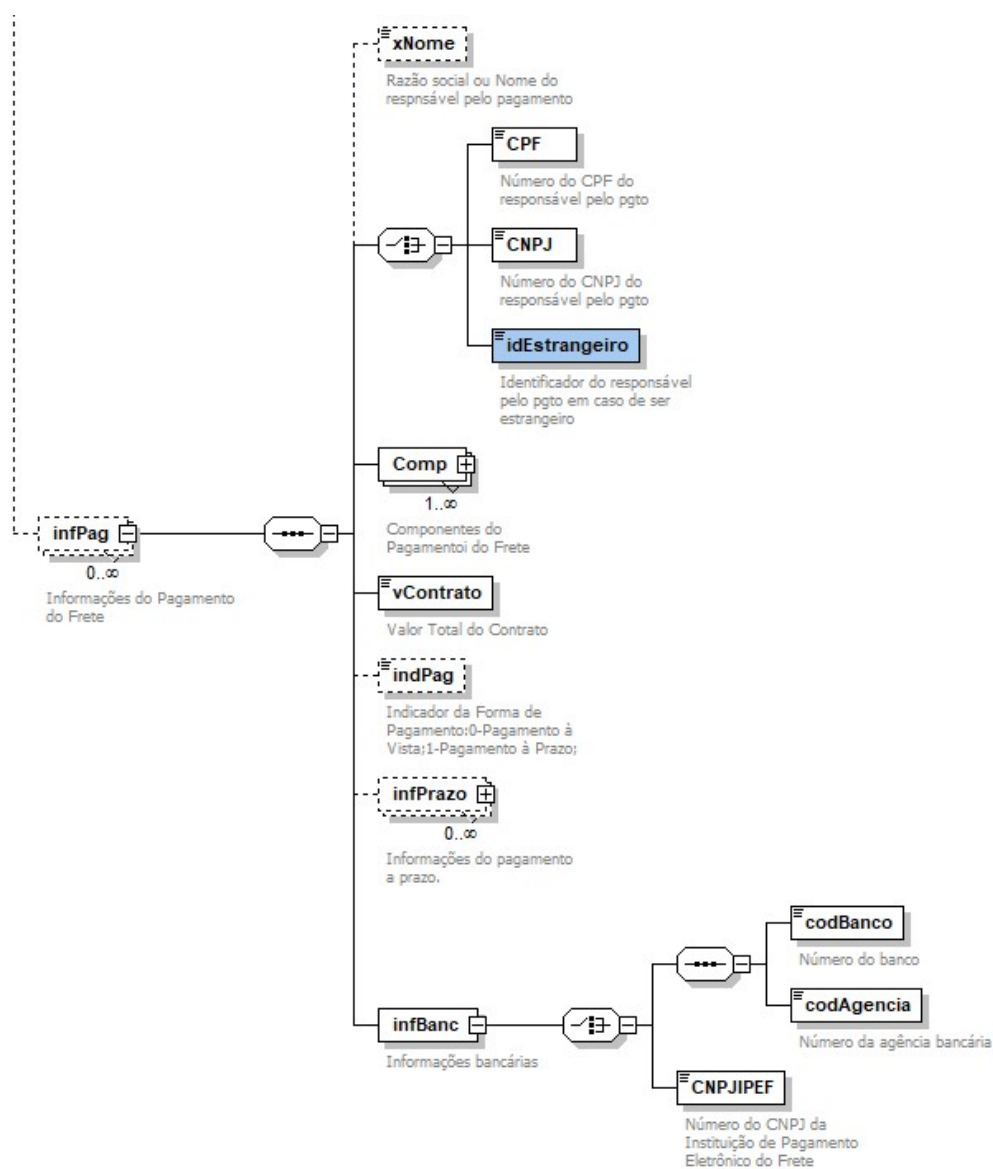 xNome
Razão social ou Nome do
respnsável pelo pagamento
CPF
Número do CPF do
responsável pelo pgto
CNPJ
Número do CNPJ do
responsável pelo pgto
idEstrangeiro
Identificador do responsável
pelo pgto em caso de ser
estrangeiro
Comp
1..∞
Componentes do
Pagamentoi do Frete
infPag
0..∞
Informações do Pagamento
do Frete
vContrato
Valor Total do Contrato
indPag
Indicador da Forma de
Pagamento:0-Pagamento à
Vista;1-Pagamento à Prazo;
infPrazo
0..∞
Informações do pagamento
a prazo.
codBanco
Número do banco
codAgencia
Número da agência bancária
infBanc
Informações bancárias
CNPJIPEF
Número do CNPJ da
Instituição de Pagamento
Eletrônico do Frete